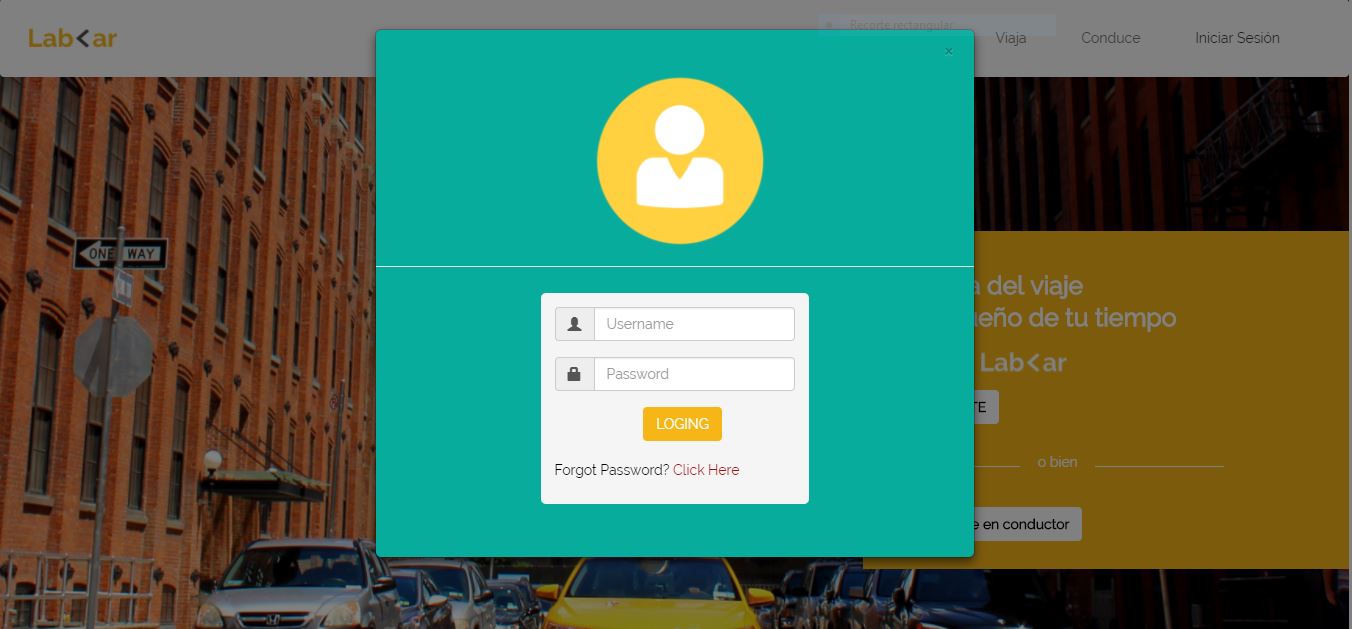 Lab<ar
Recorte rectangular
Viaja
Conduce
Iniciar Sesión
×
ONE WAY
a del viaje
eño de tu tiempo
Lab<ar
TE
o bien
e en conductor
Username
Password
LOGING
Forgot Password? Click Here